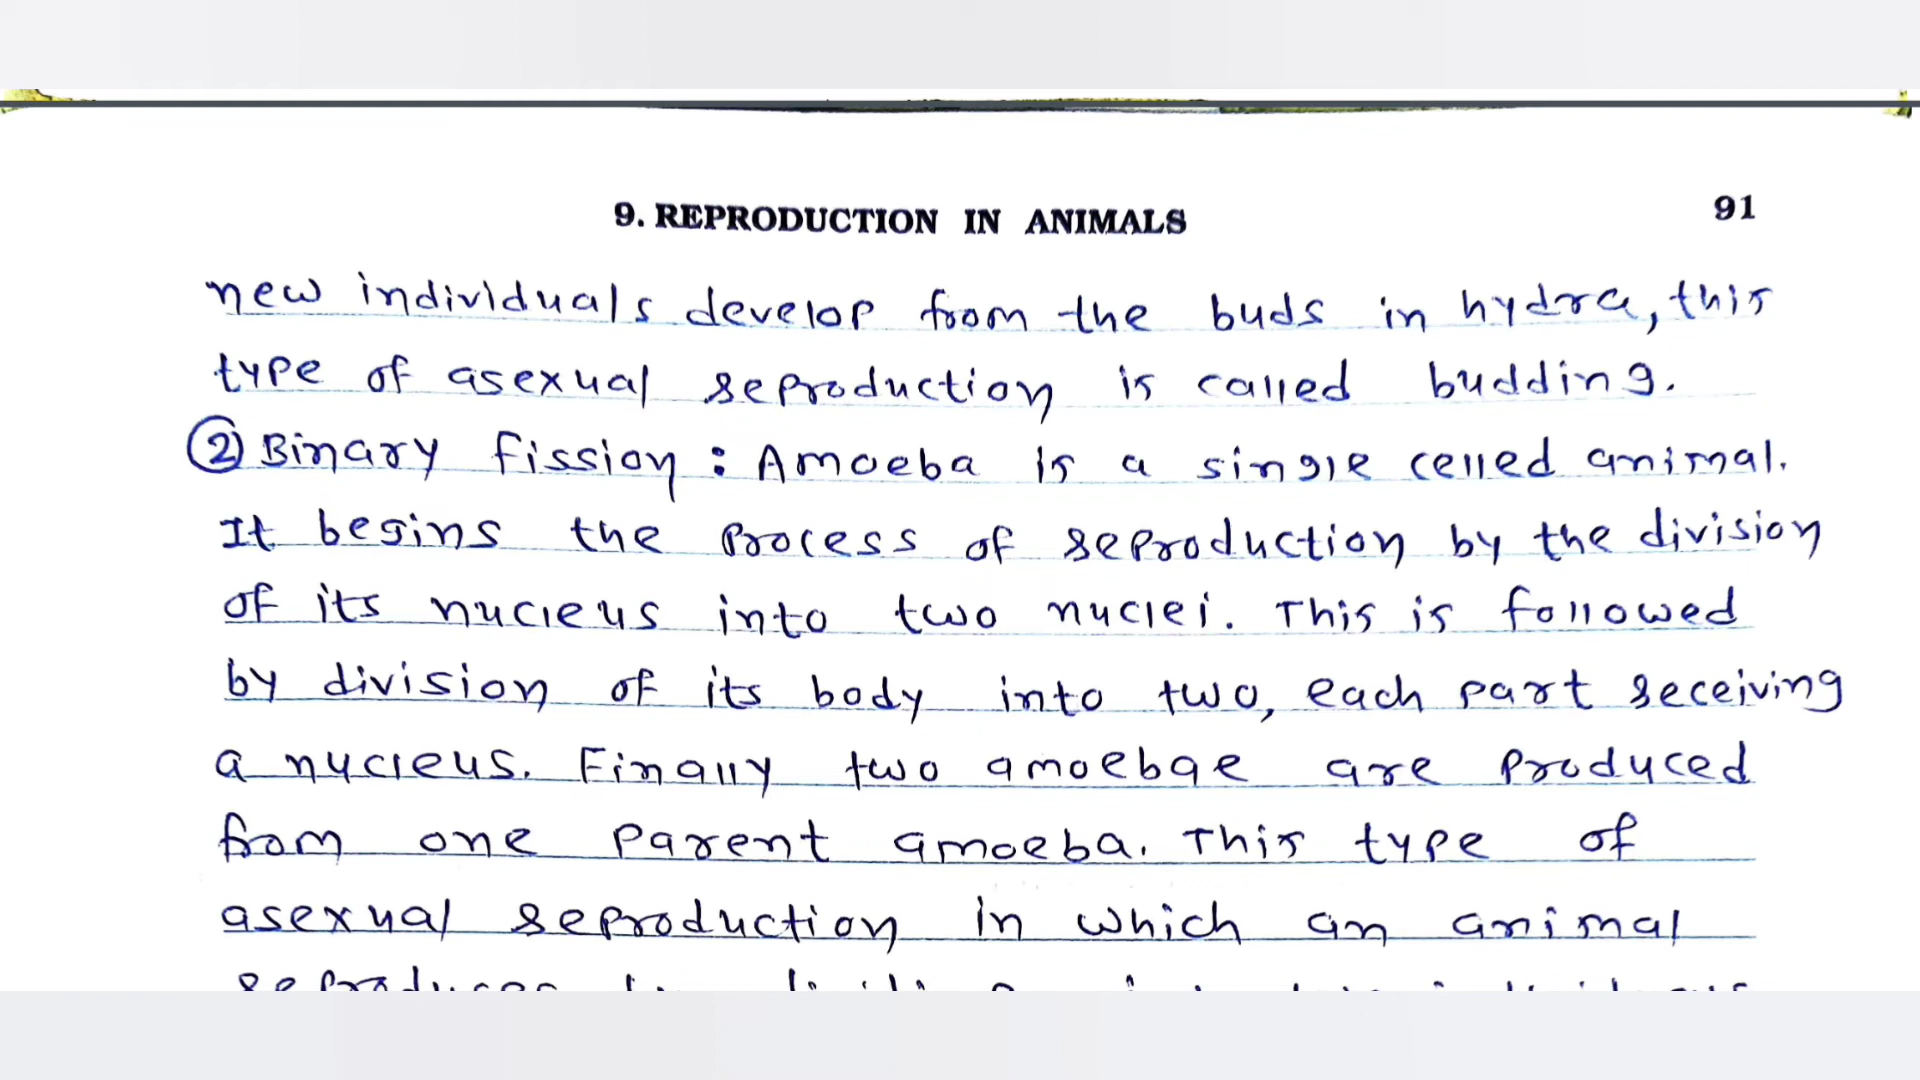 9. REPRODUCTION IN ANIMALS 91
new individuals develop from the buds in hydra, this
type of asexual reproduction is called budding.
② Binary fission : Amoeba is a single celled animal.
It begins the process of reproduction by the division
of its nucleus into two nuclei. This is followed
by division of its body into two, each part receiving
a nucleus. Finally two amoebae are produced
from one parent amoeba. This type of
asexual reproduction in which an animal